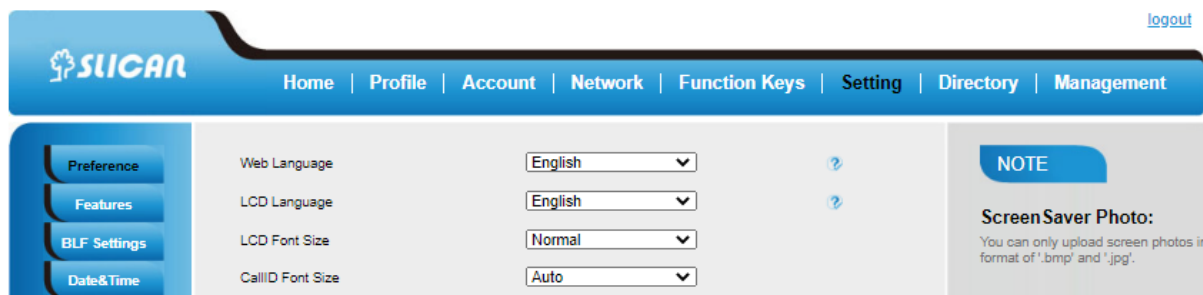 logout
SLICAN
Home | Profile | Account | Network | Function Keys | Setting | Directory | Management
Preference
Features
BLF Settings
Date&Time
Web Language English ?
LCD Language English ?
LCD Font Size Normal
CallID Font Size Auto
NOTE
Screen Saver Photo:
You can only upload screen photos
format of '.bmp' and '.jpg'.